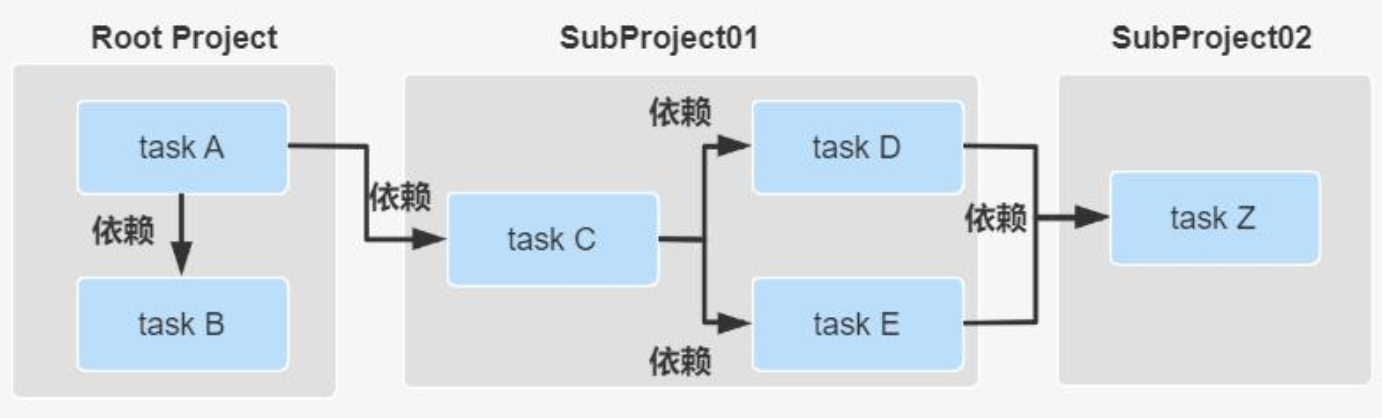 Root Project
task A
依赖
task B
依赖
SubProject01
task C
依赖
task D
依赖
task E
依赖
SubProject02
task Z